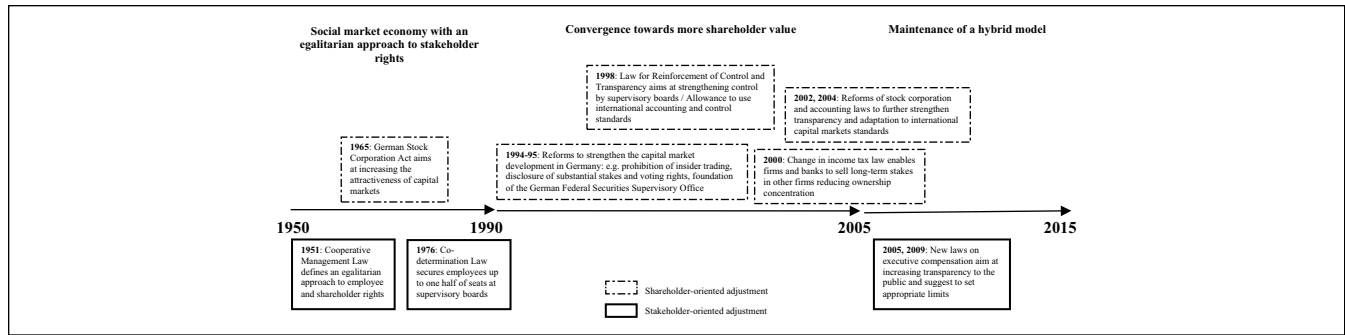 Social market economy with an
egalitarian approach to stakeholder
rights
Convergence towards more shareholder value
Maintenance of a hybrid model
1998: Law for Reinforcement of Control and
Transparency aims at strengthening control
by supervisory boards / Allowance to use
international accounting and control
standards
2002, 2004: Reforms of stock corporation
and accounting laws to further strengthen
transparency and adaptation to international
capital markets standards
1965: German Stock
Corporation Act aims
at increasing the
attractiveness of capital
markets
1994-95: Reforms to strengthen the capital market
development in Germany: e.g. prohibition of insider trading,
disclosure of substantial stakes and voting rights, foundation
of the German Federal Securities Supervisory Office
2000: Change in income tax law enables
firms and banks to sell long-term stakes
in other firms reducing ownership
concentration
1950
1990
2005
2015
1951: Cooperative
Management Law
defines an egalitarian
approach to employee
and shareholder rights
1976: Co-
determination Law
secures employees up
to one half of seats at
supervisory boards
2005, 2009: New laws on
executive compensation aim at
increasing transparency to the
public and suggest to set
appropriate limits
Shareholder-oriented adjustment
Stakeholder-oriented adjustment